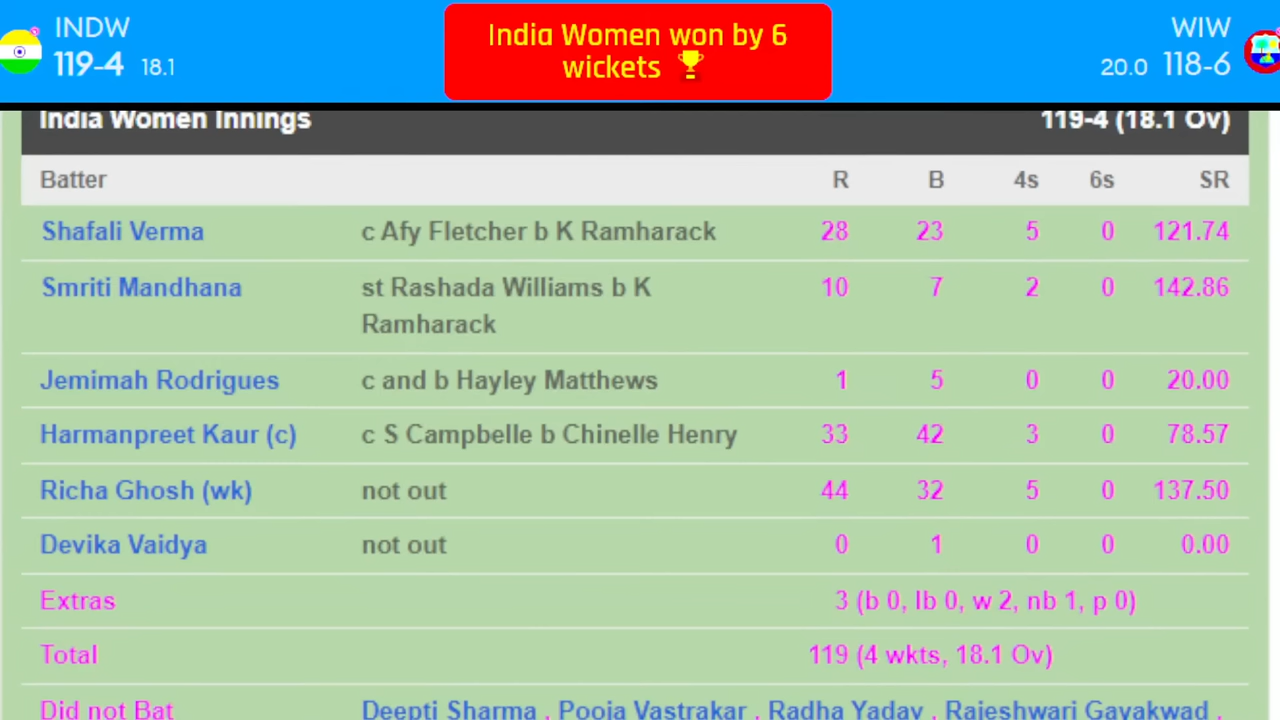 INDW
119-4 18.1
India Women won by 6
wickets 🏆
WIW
20.0 118-6
India Women Innings 119-4 (18.1 Ov)
Batter R B 4s 6s SR
Shafali Verma c Afy Fletcher b K Ramharack 28 23 5 0 121.74
Smriti Mandhana st Rashada Williams b K 10 7 2 0 142.86
Ramharack
Jemimah Rodrigues c and b Hayley Matthews 1 5 0 0 20.00
Harmanpreet Kaur (c) c S Campbelle b Chinelle Henry 33 42 3 0 78.57
Richa Ghosh (wk) not out 44 32 5 0 137.50
Devika Vaidya not out 0 1 0 0 0.00
Extras 3 (b 0, lb 0, w 2, nb 1, p 0)
Total 119 (4 wkts, 18.1 Ov)
Did not Bat Deepti Sharma , Pooja Vastrakar , Radha Yadav , Rajeshwari Gayakwad ,